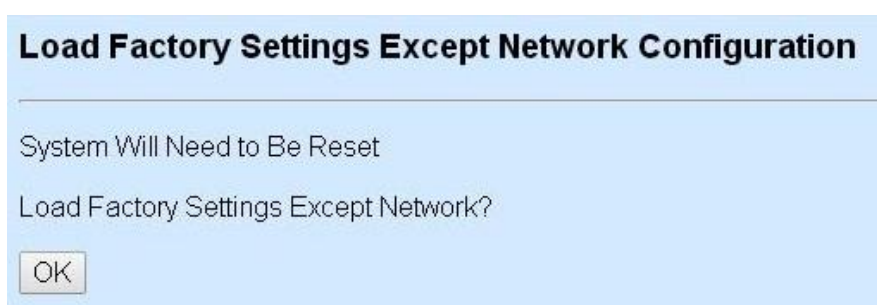 Load Factory Settings Except Network Configuration
System Will Need to Be Reset
Load Factory Settings Except Network?
OK